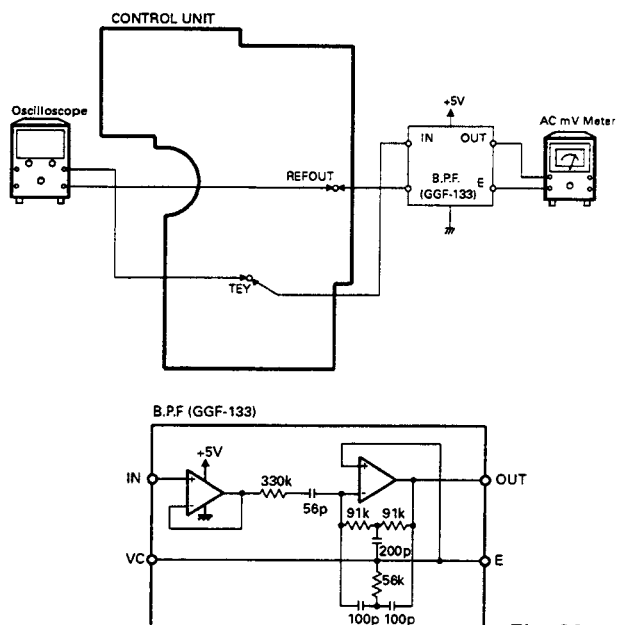 CONTROL UNIT
Oscilloscope
+5V
AC mV Meter
IN OUT
REFOUT
B.P.F. E
(GGF-133)
TEY
B.P.F (GGF-133)
+5V
IN
330k
56p
OUT
91k 91k
200p
VC
E
56k
100p 100p